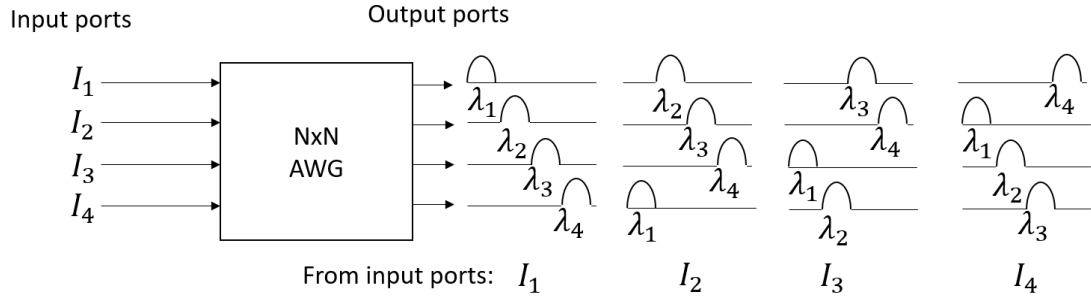 Input ports
Output ports
I₁
I₂
I₃
I₄
NxN
AWG
λ₁
λ₂
λ₃
λ₄
λ₂
λ₃
λ₄
λ₁
λ₃
λ₄
λ₁
λ₂
λ₄
λ₁
λ₂
λ₃
From input ports: I₁ I₂ I₃ I₄